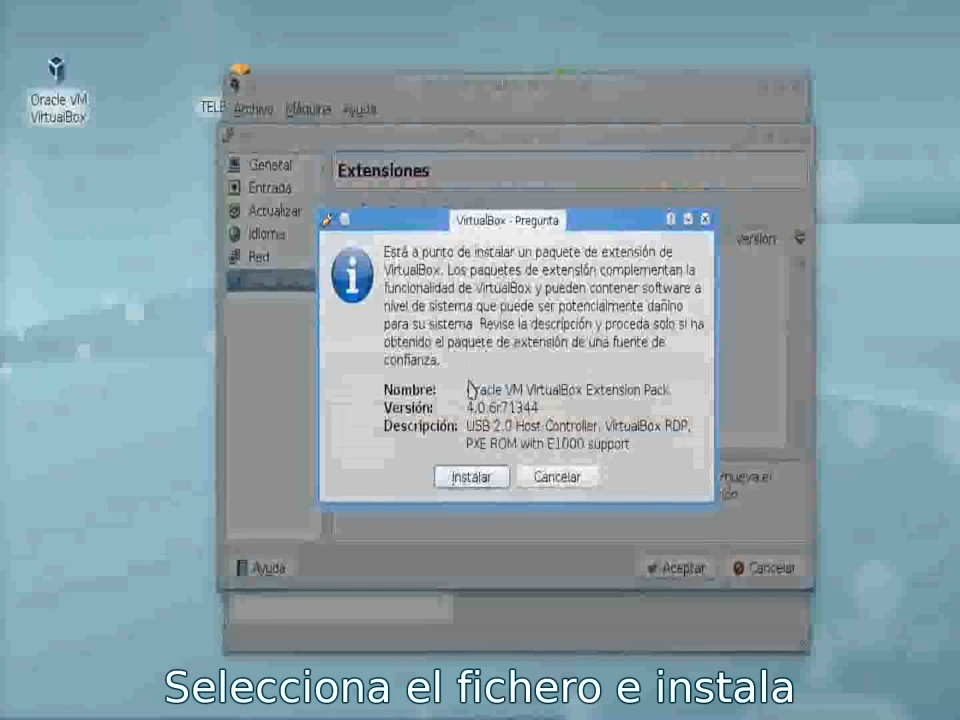 Oracle VM
VirtualBox
Archivo Máquina Ayuda
General
Entrada
Actualizar
Idioma
Red
Extensiones
Versión
VirtualBox - Pregunta
Está a punto de instalar un paquete de extensión de
VirtualBox. Los paquetes de extensión complementan la
funcionalidad de VirtualBox y pueden contener software a
nivel de sistema que puede ser potencialmente dañino
para su sistema. Revise la descripción y proceda solo si ha
obtenido el paquete de extensión de una fuente de
confianza.
Nombre: Oracle VM VirtualBox Extension Pack
Versión: 4.0.6r71344
Descripción: USB 2.0 Host Controller, VirtualBox RDP,
PXE ROM with E1000 support
Instalar Cancelar
Ayuda Aceptar Cancelar
Selecciona el fichero e instala